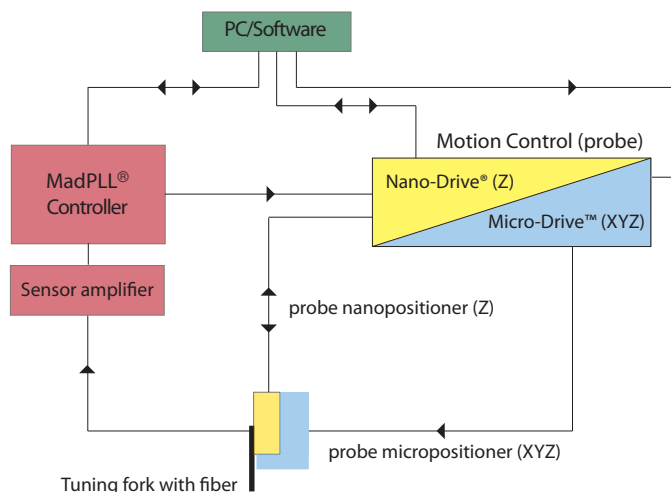 PC/Software
Motion Control (probe)
MadPLL®
Controller
Nano-Drive® (Z)
Micro-Drive™ (XYZ)
Sensor amplifier
probe nanopositioner (Z)
probe micropositioner (XYZ)
Tuning fork with fiber